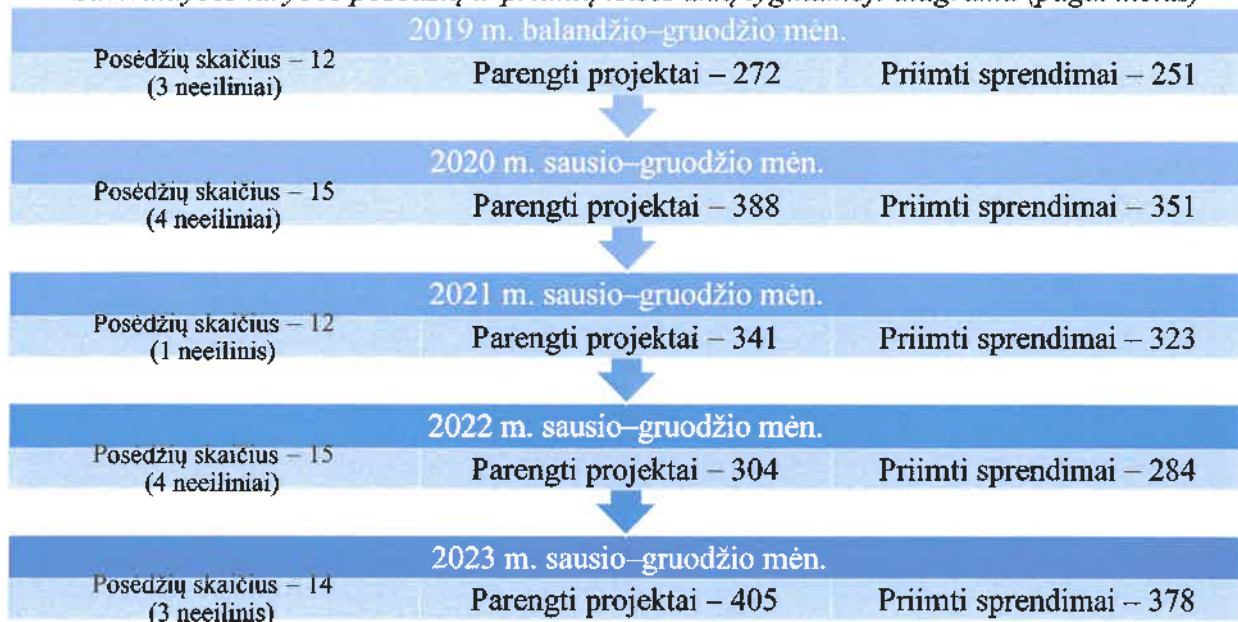 2019 m. balandžio–gruodžio mėn.
Posėdžių skaičius – 12
(3 neeiliniai)
Parengti projektai – 272
Priimti sprendimai – 251
2020 m. sausio–gruodžio mėn.
Posėdžių skaičius – 15
(4 neeiliniai)
Parengti projektai – 388
Priimti sprendimai – 351
2021 m. sausio–gruodžio mėn.
Posėdžių skaičius – 12
(1 neeilinis)
Parengti projektai – 341
Priimti sprendimai – 323
2022 m. sausio–gruodžio mėn.
Posėdžių skaičius – 15
(4 neeiliniai)
Parengti projektai – 304
Priimti sprendimai – 284
2023 m. sausio–gruodžio mėn.
Posėdžių skaičius – 14
(3 neeilinis)
Parengti projektai – 405
Priimti sprendimai – 378